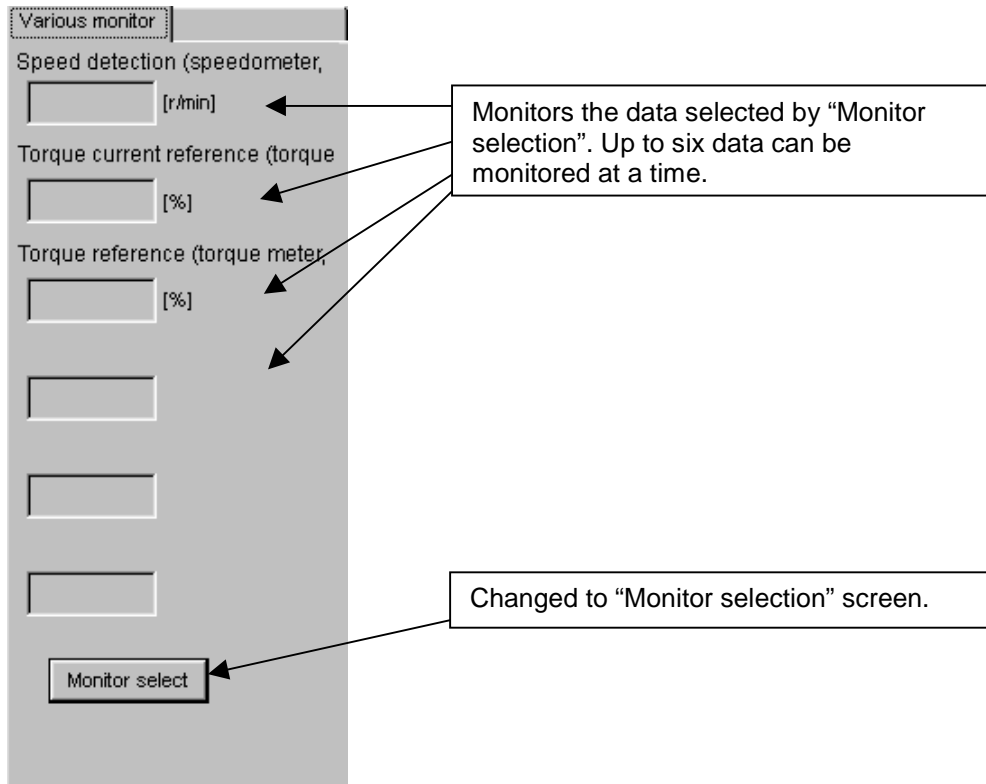 Various monitor
Speed detection (speedometer,
[r/min]
Torque current reference (torque
[%]
Torque reference (torque meter,
[%]
Monitor select
Monitors the data selected by “Monitor
selection”. Up to six data can be
monitored at a time.
Changed to “Monitor selection” screen.